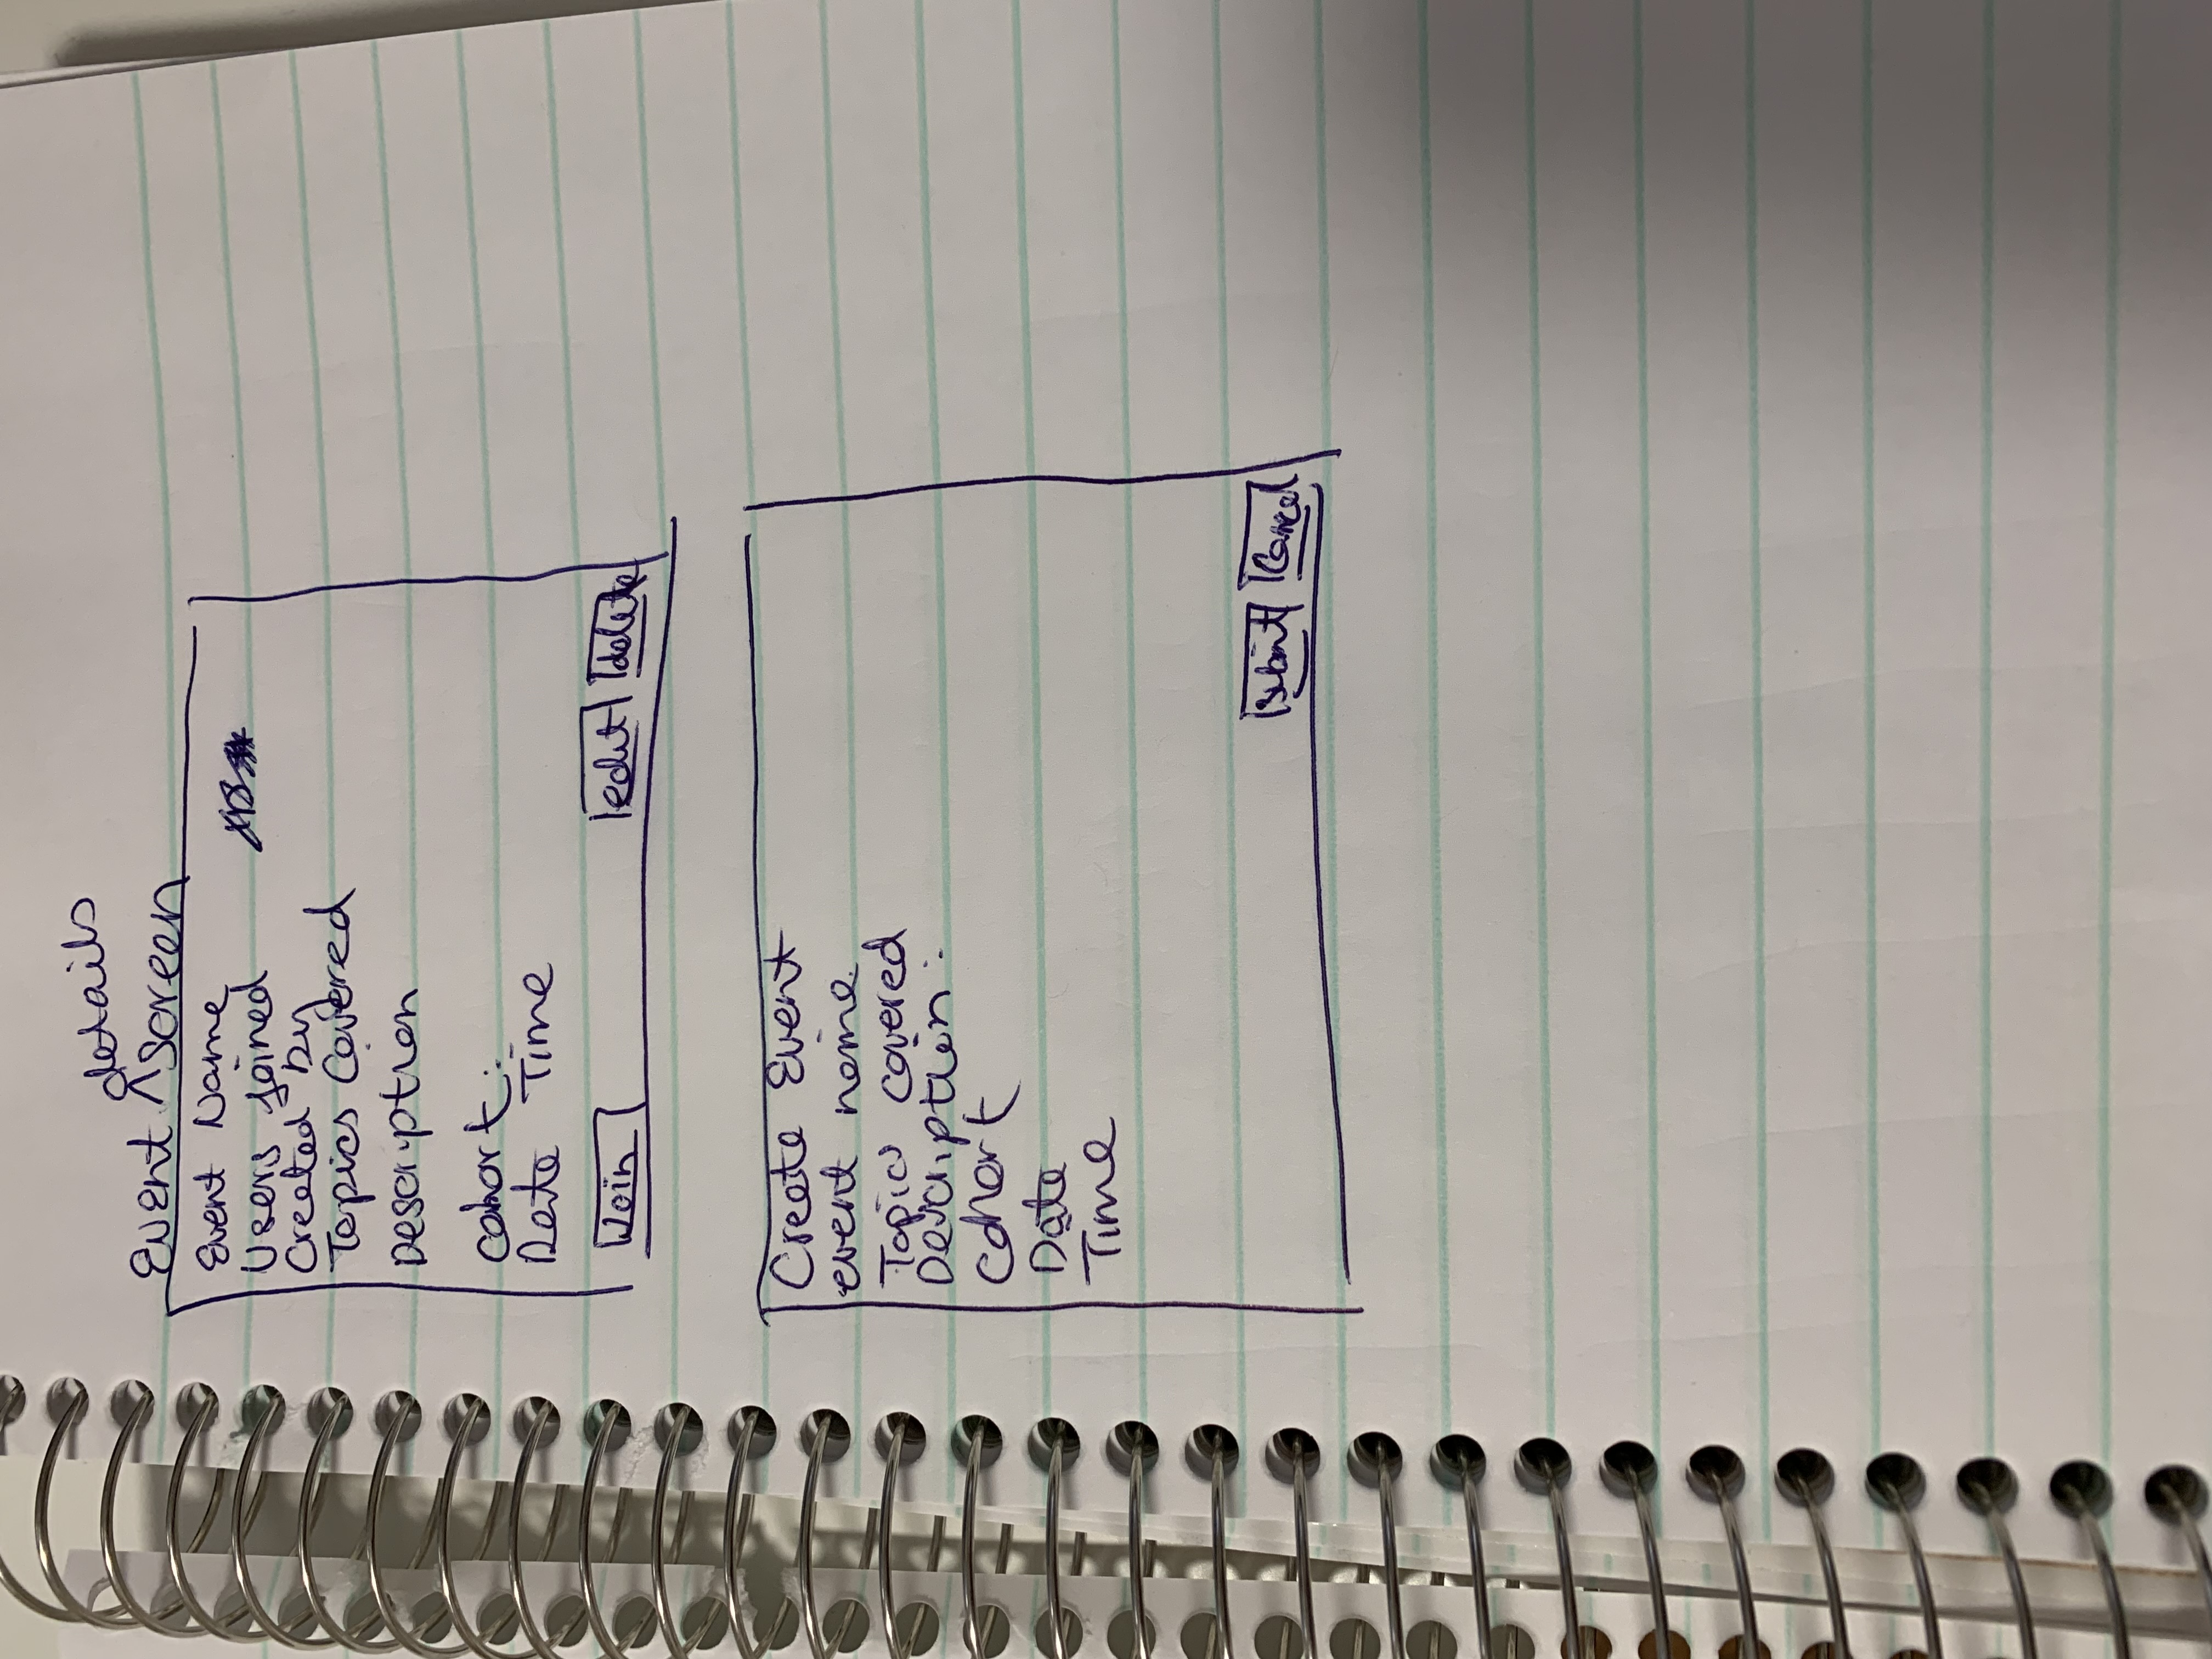 Event details screen
Event Name
Users joined
Created by
Topics Covered
Description
cohort:
Date Time
Join edit delete
Create Event
event name
Topics covered
Description:
cohort
Date
Time
Submit Cancel